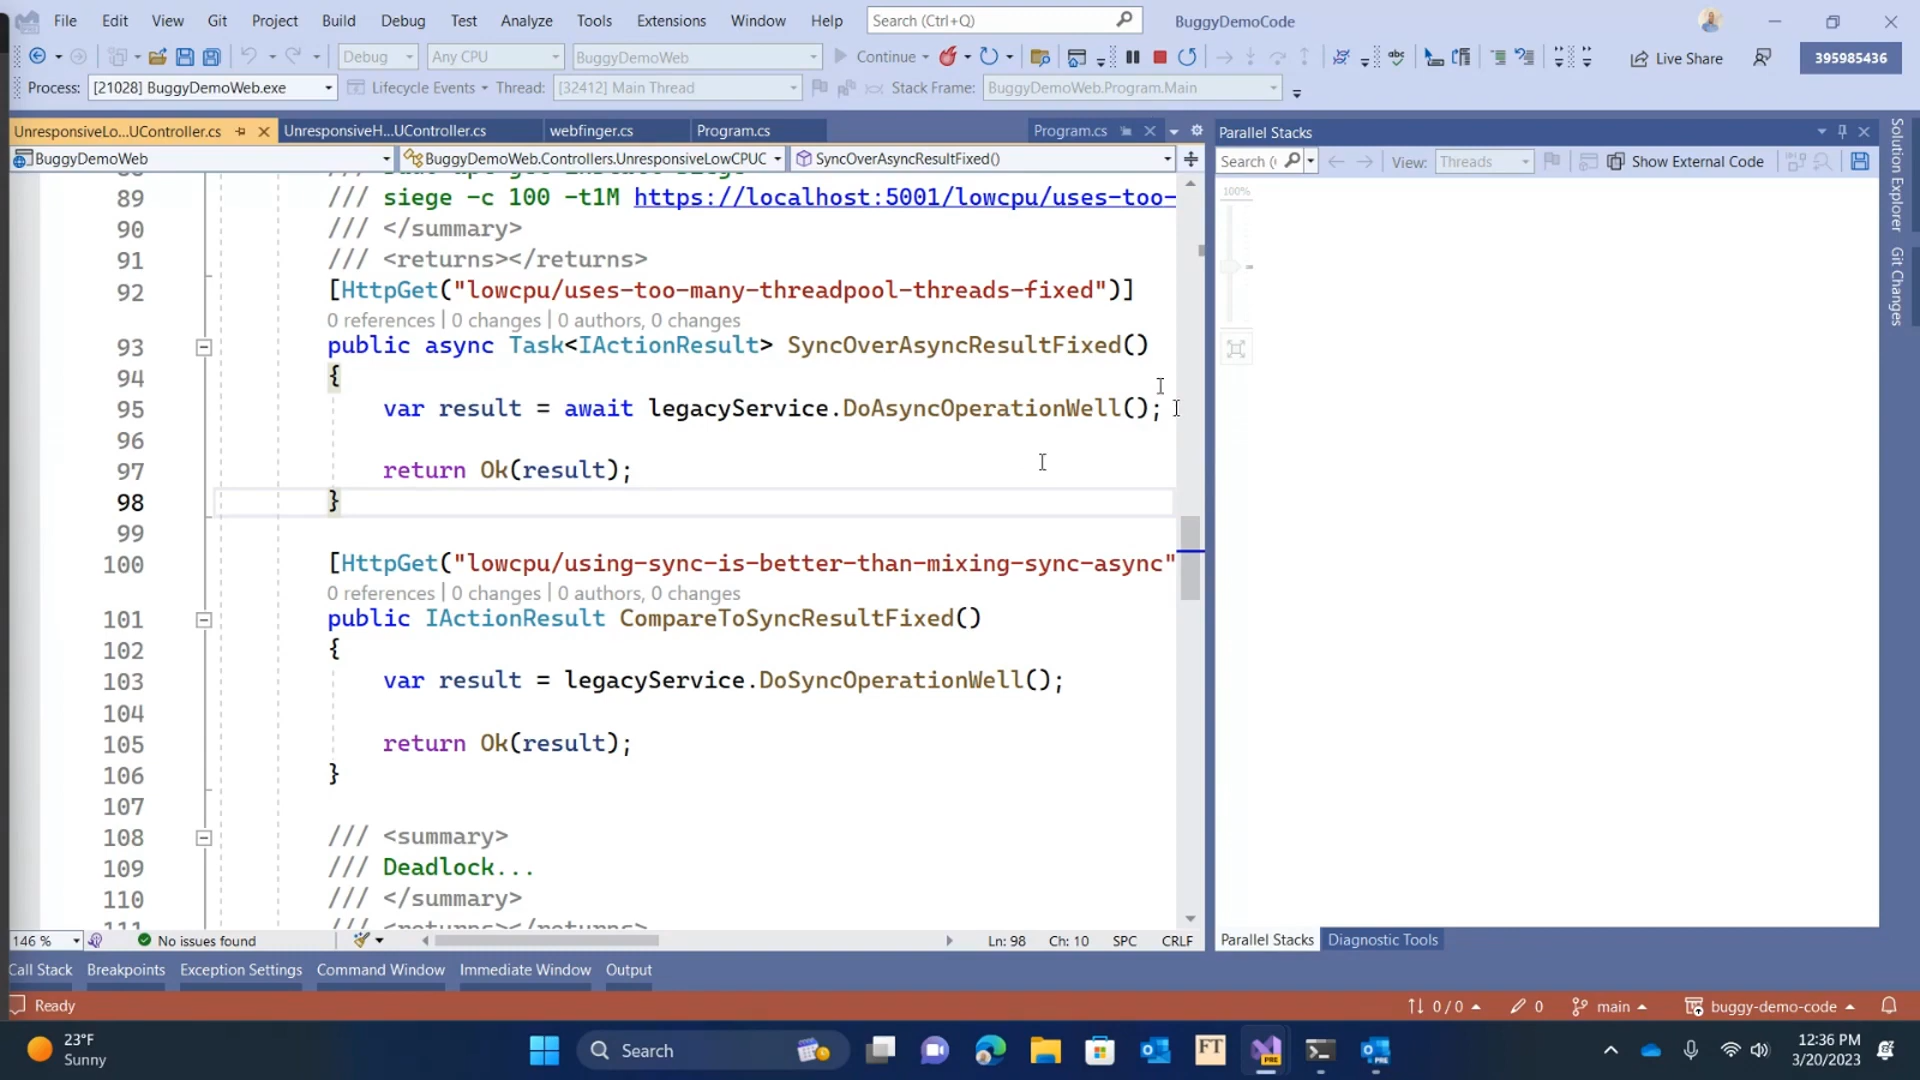 File Edit View Git Project Build Debug Test Analyze Tools Extensions Window Help Search (Ctrl+Q) BuggyDemoCode
Debug Any CPU BuggyDemoWeb Continue Live Share 395985436
Process: [21028] BuggyDemoWeb.exe Lifecycle Events Thread: [32412] Main Thread Stack Frame: BuggyDemoWeb.Program.Main
UnresponsiveLo...UController.cs UnresponsiveH...UController.cs webfinger.cs Program.cs Program.cs Parallel Stacks
BuggyDemoWeb BuggyDemoWeb.Controllers.UnresponsiveLowCPUC SyncOverAsyncResultFixed() Search ( View: Threads Show External Code
100%
89 /// siege -c 100 -t1M https://localhost:5001/lowcpu/uses-too-
90 /// </summary>
91 /// <returns></returns>
92 [HttpGet("lowcpu/uses-too-many-threadpool-threads-fixed")]
0 references | 0 changes | 0 authors, 0 changes
93 public async Task<IActionResult> SyncOverAsyncResultFixed()
94 {
95 var result = await legacyService.DoAsyncOperationWell();
96
97 return Ok(result);
98 }
99
100 [HttpGet("lowcpu/using-sync-is-better-than-mixing-sync-async"
0 references | 0 changes | 0 authors, 0 changes
101 public IActionResult CompareToSyncResultFixed()
102 {
103 var result = legacyService.DoSyncOperationWell();
104
105 return Ok(result);
106 }
107
108 /// <summary>
109 /// Deadlock...
110 /// </summary>
111 /// <returns></returns>
146 % No issues found Ln: 98 Ch: 10 SPC CRLF
Parallel Stacks Diagnostic Tools
Call Stack Breakpoints Exception Settings Command Window Immediate Window Output
Ready 0 / 0 0 main buggy-demo-code
Solution Explorer
Git Changes
23°F
Sunny
Search
FT
PRE
PRE
12:36 PM
3/20/2023